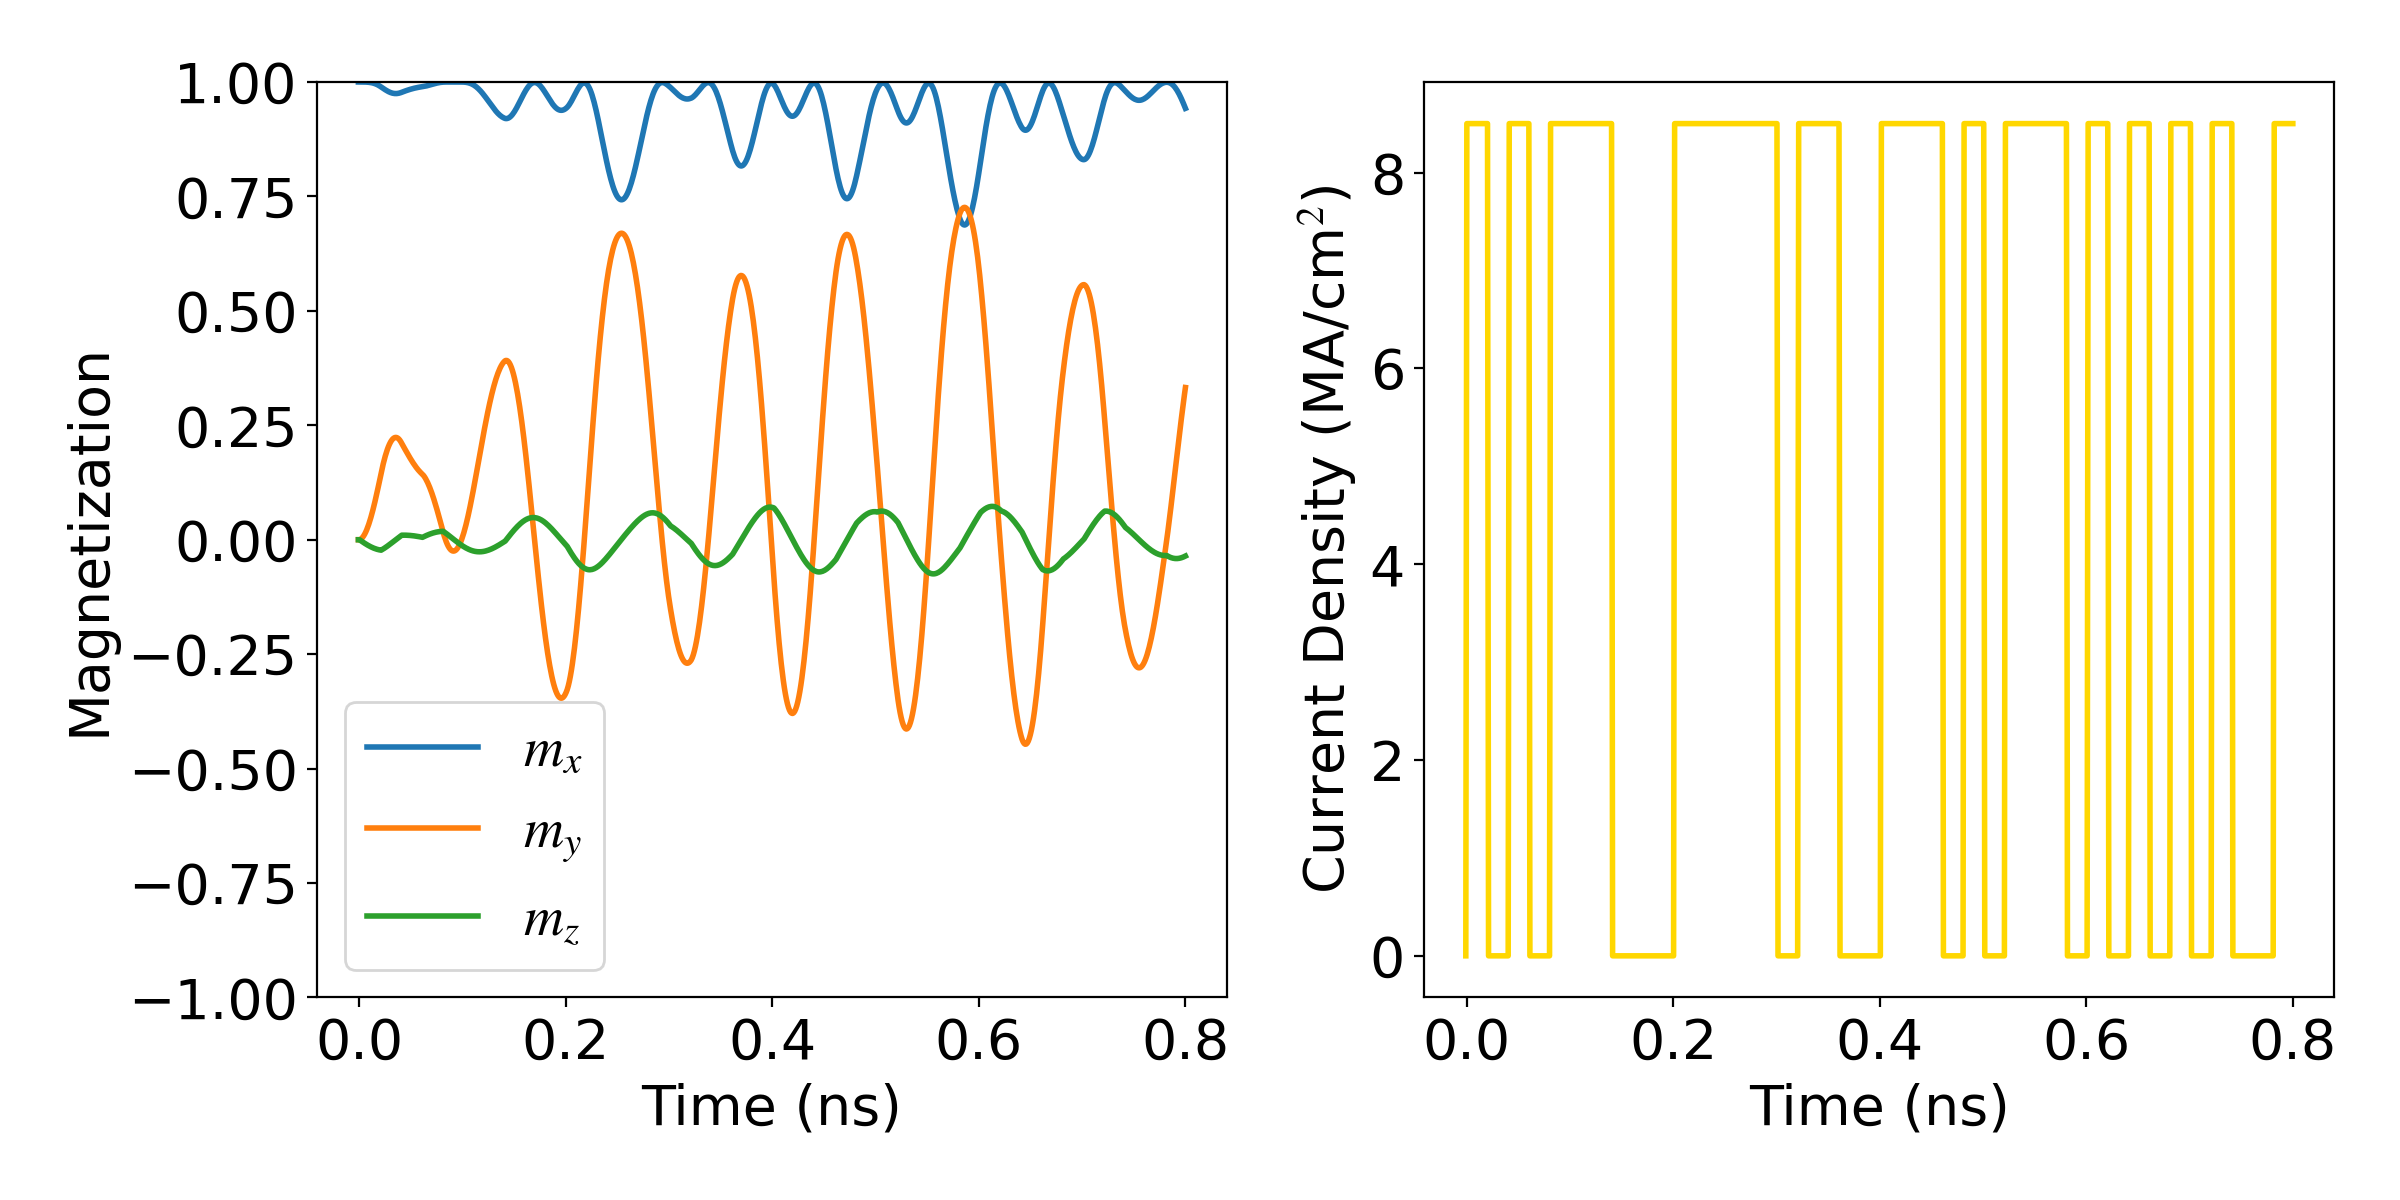 1.00
0.75
0.50
0.25
0.00
−0.25
−0.50
−0.75
−1.00
Magnetization
m_x
m_y
m_z
0.0 0.2 0.4 0.6 0.8
Time (ns)
8
6
4
2
0
Current Density (MA/cm²)
0.0 0.2 0.4 0.6 0.8
Time (ns)